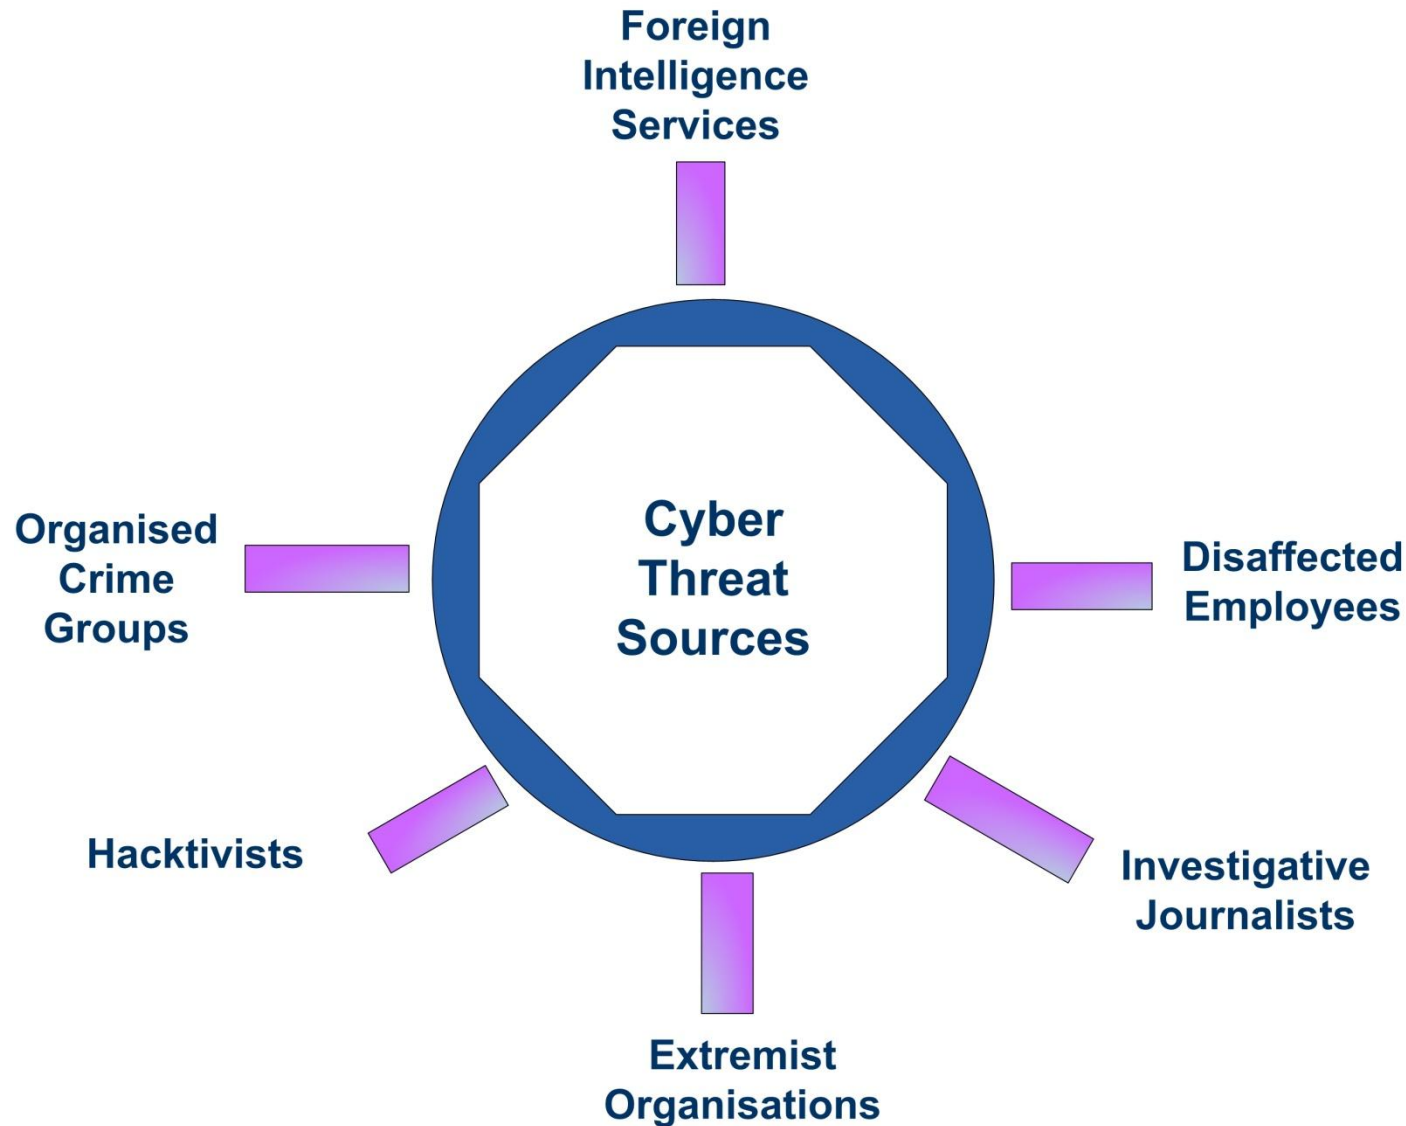 Foreign
Intelligence
Services
Cyber
Threat
Sources
Organised
Crime
Groups
Disaffected
Employees
Hacktivists
Investigative
Journalists
Extremist
Organisations